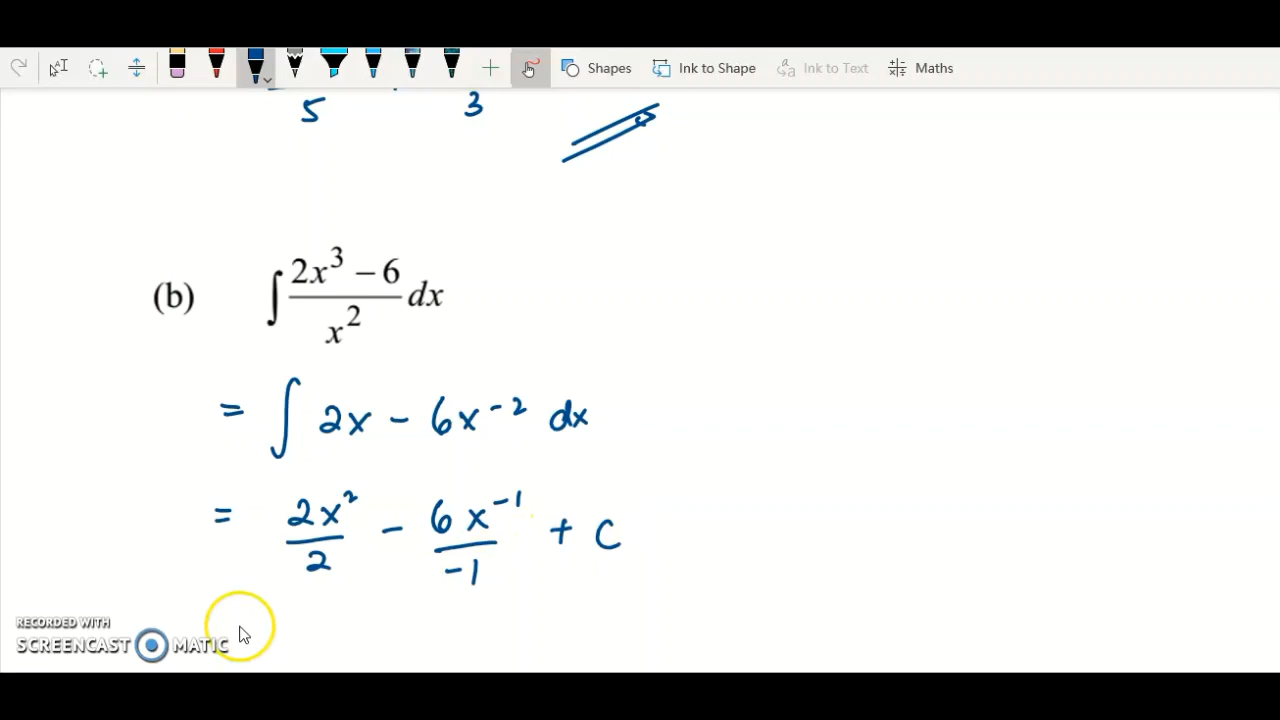 Shapes Ink to Shape Ink to Text Maths
5 3
(b) ∫ (2x³ − 6)/x² dx
= ∫ 2x − 6x⁻² dx
= 2x²/2 − 6x⁻¹/−1 + C
RECORDED WITH
SCREENCAST MATIC